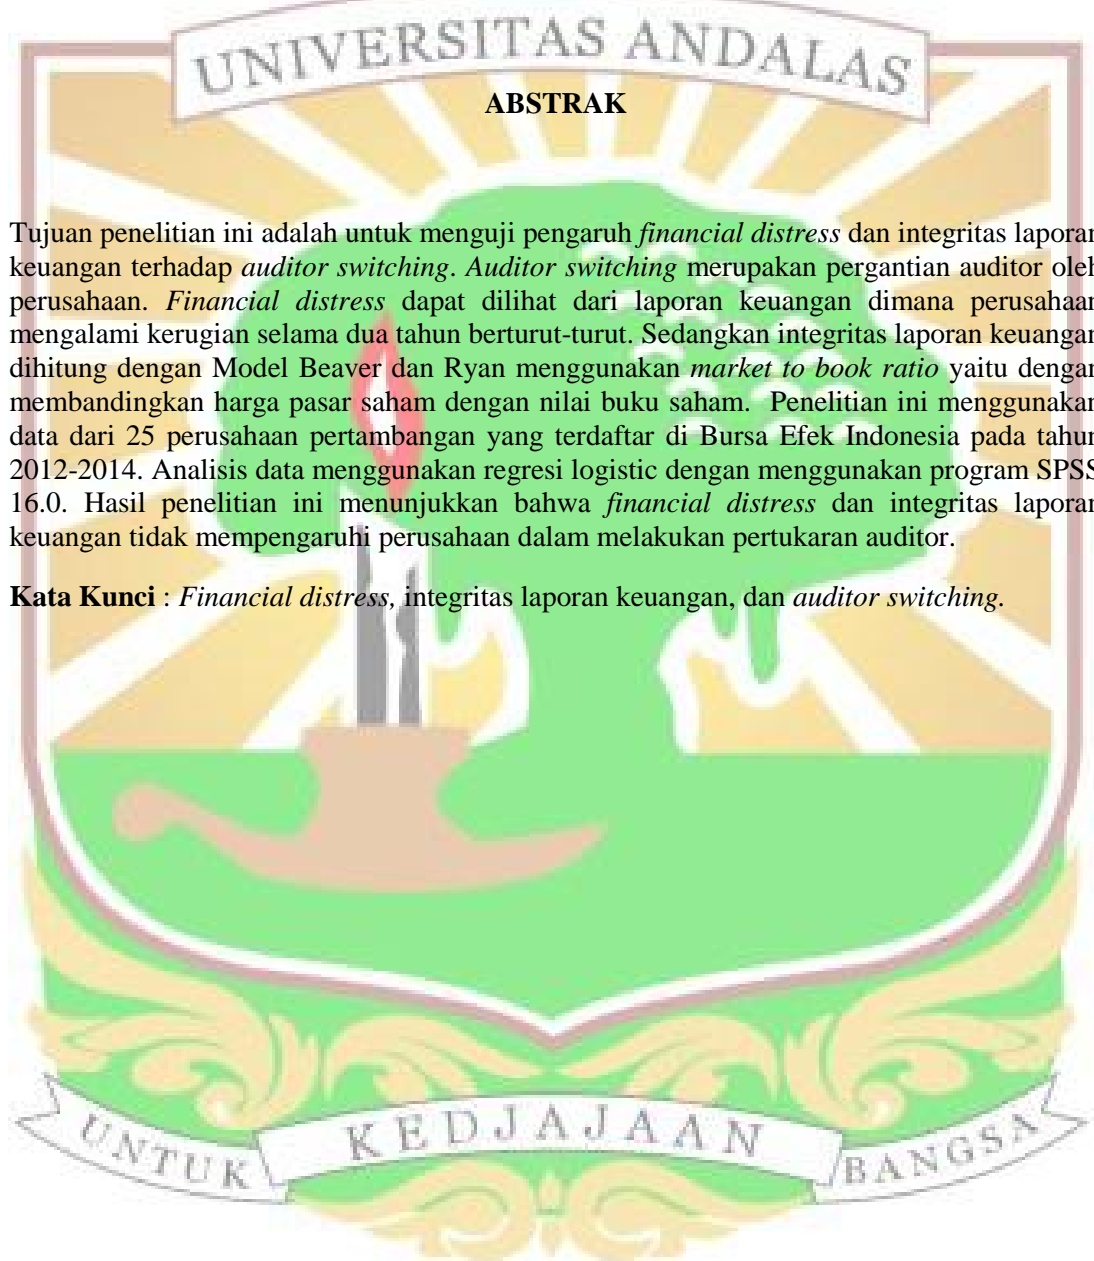 UNIVERSITAS ANDALAS
ABSTRAK
Tujuan penelitian ini adalah untuk menguji pengaruh financial distress dan integritas laporan
keuangan terhadap auditor switching. Auditor switching merupakan pergantian auditor oleh
perusahaan. Financial distress dapat dilihat dari laporan keuangan dimana perusahaan
mengalami kerugian selama dua tahun berturut-turut. Sedangkan integritas laporan keuangan
dihitung dengan Model Beaver dan Ryan menggunakan market to book ratio yaitu dengan
membandingkan harga pasar saham dengan nilai buku saham. Penelitian ini menggunakan
data dari 25 perusahaan pertambangan yang terdaftar di Bursa Efek Indonesia pada tahun
2012-2014. Analisis data menggunakan regresi logistic dengan menggunakan program SPSS
16.0. Hasil penelitian ini menunjukkan bahwa financial distress dan integritas laporan
keuangan tidak mempengaruhi perusahaan dalam melakukan pertukaran auditor.
Kata Kunci : Financial distress, integritas laporan keuangan, dan auditor switching.
UNTUK KEDJAJAAN BANGSA